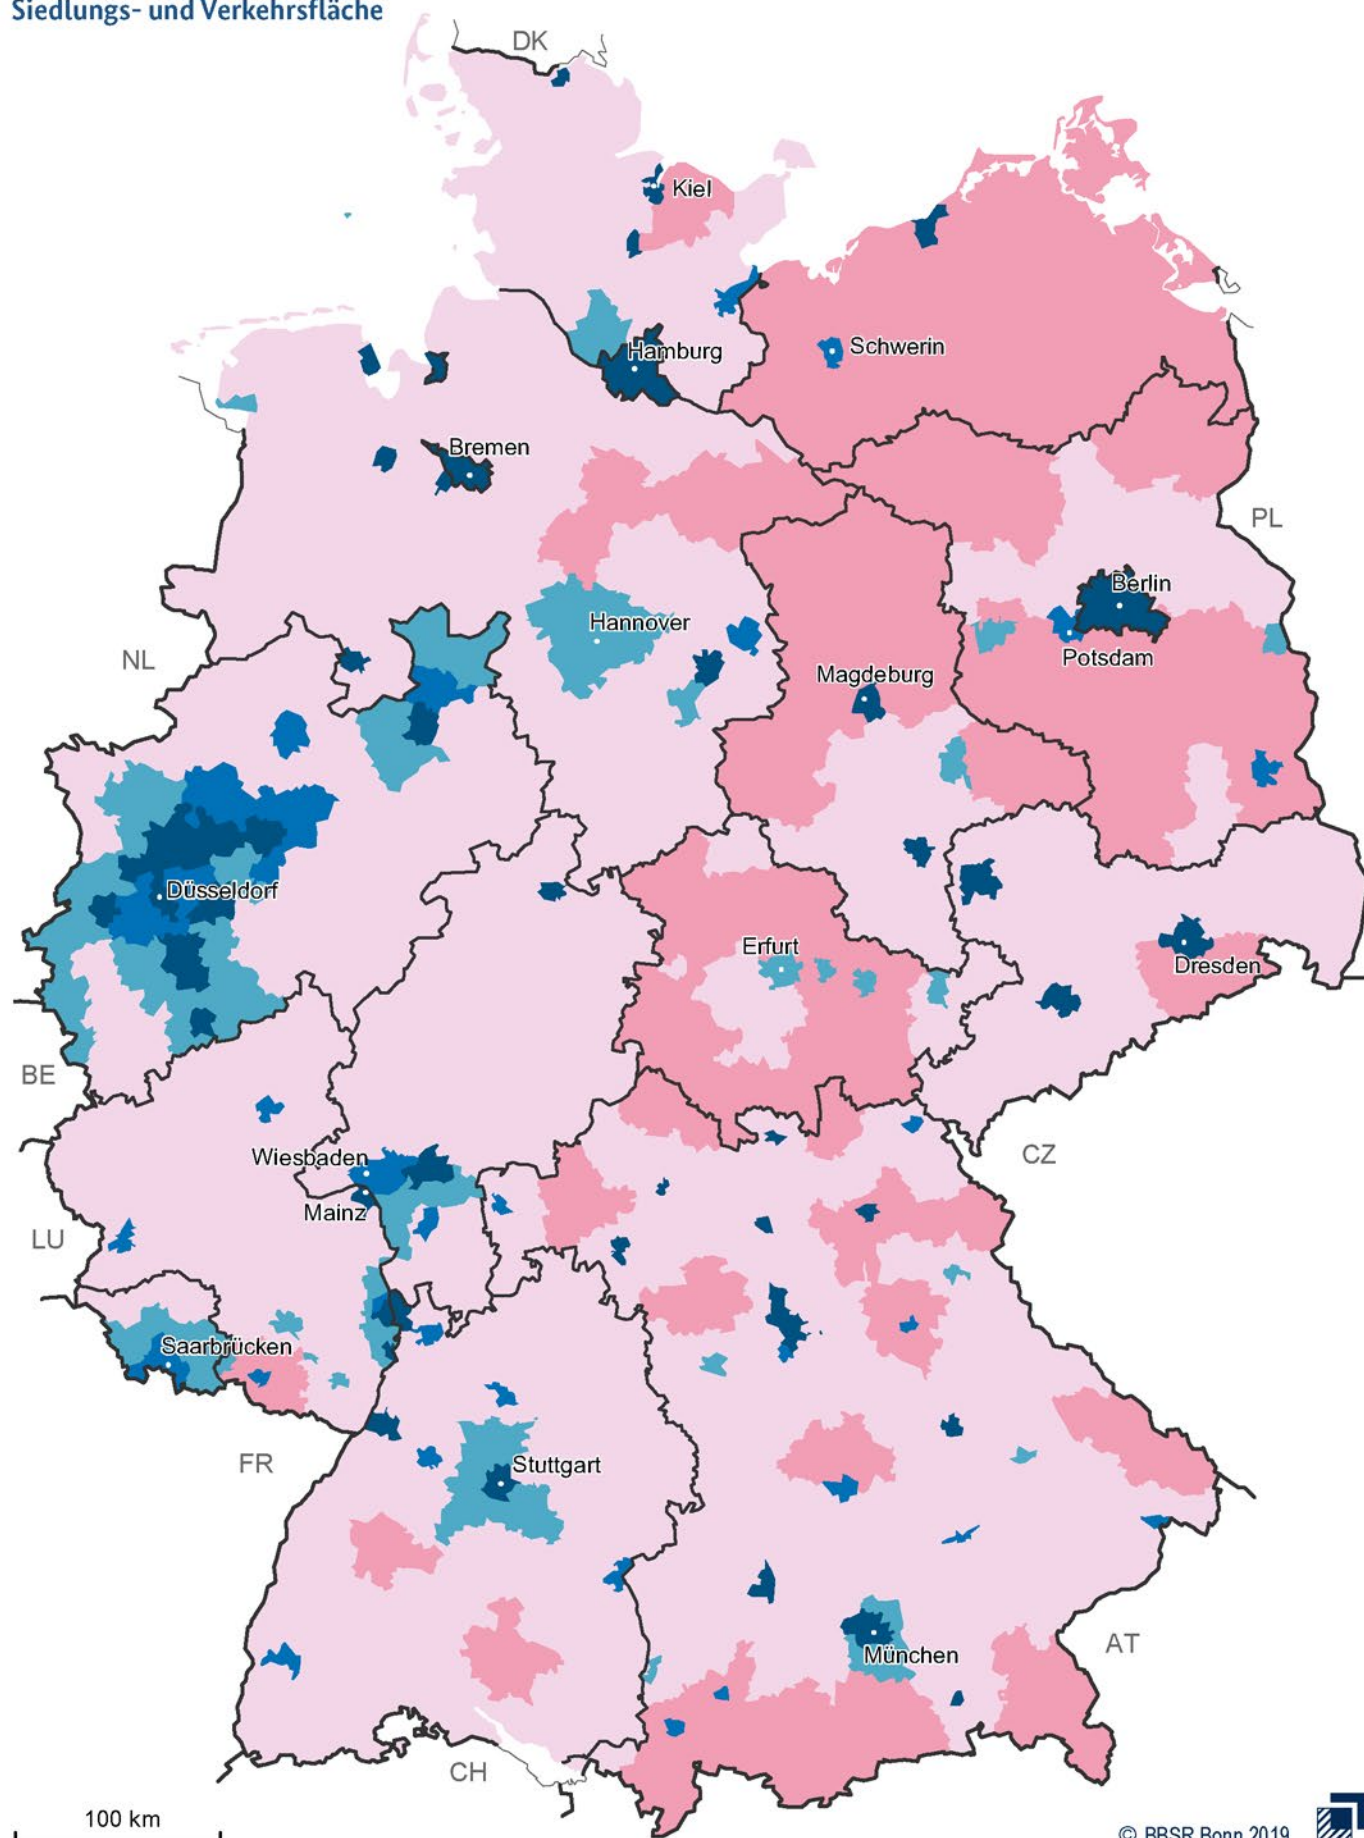 Siedlungs- und Verkehrsfläche
DK
Kiel
Schwerin
Hamburg
Bremen
PL
Berlin
Hannover
NL
Potsdam
Magdeburg
Düsseldorf
Erfurt
Dresden
BE
CZ
Wiesbaden
Mainz
LU
Saarbrücken
FR
Stuttgart
AT
München
CH
100 km
© BBSR Bonn 2019